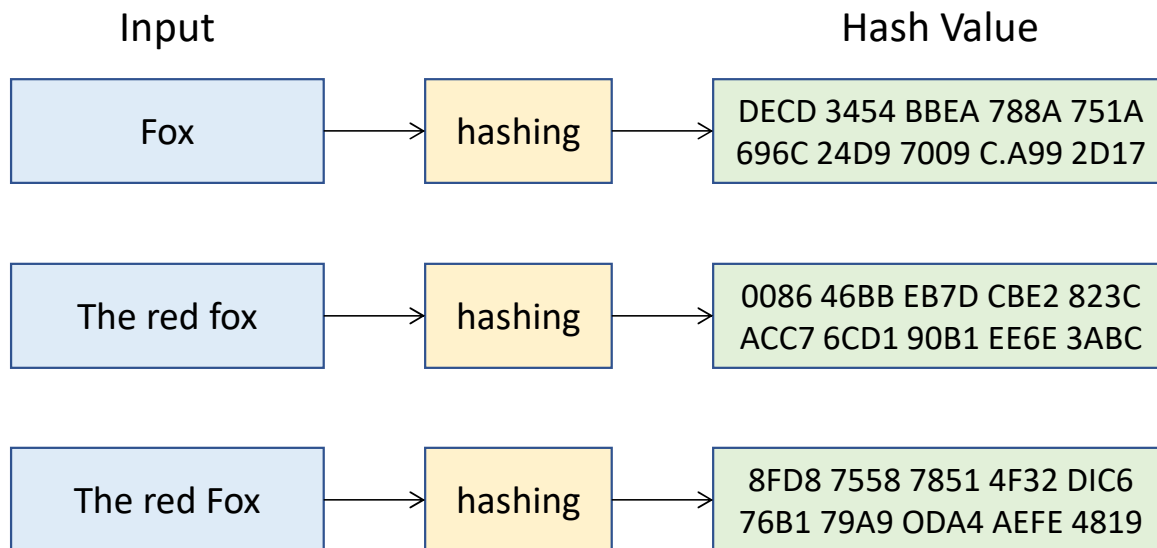 Input
Hash Value
Fox
hashing
DECD 3454 BBEA 788A 751A
696C 24D9 7009 C.A99 2D17
The red fox
hashing
0086 46BB EB7D CBE2 823C
ACC7 6CD1 90B1 EE6E 3ABC
The red Fox
hashing
8FD8 7558 7851 4F32 DIC6
76B1 79A9 ODA4 AEFE 4819